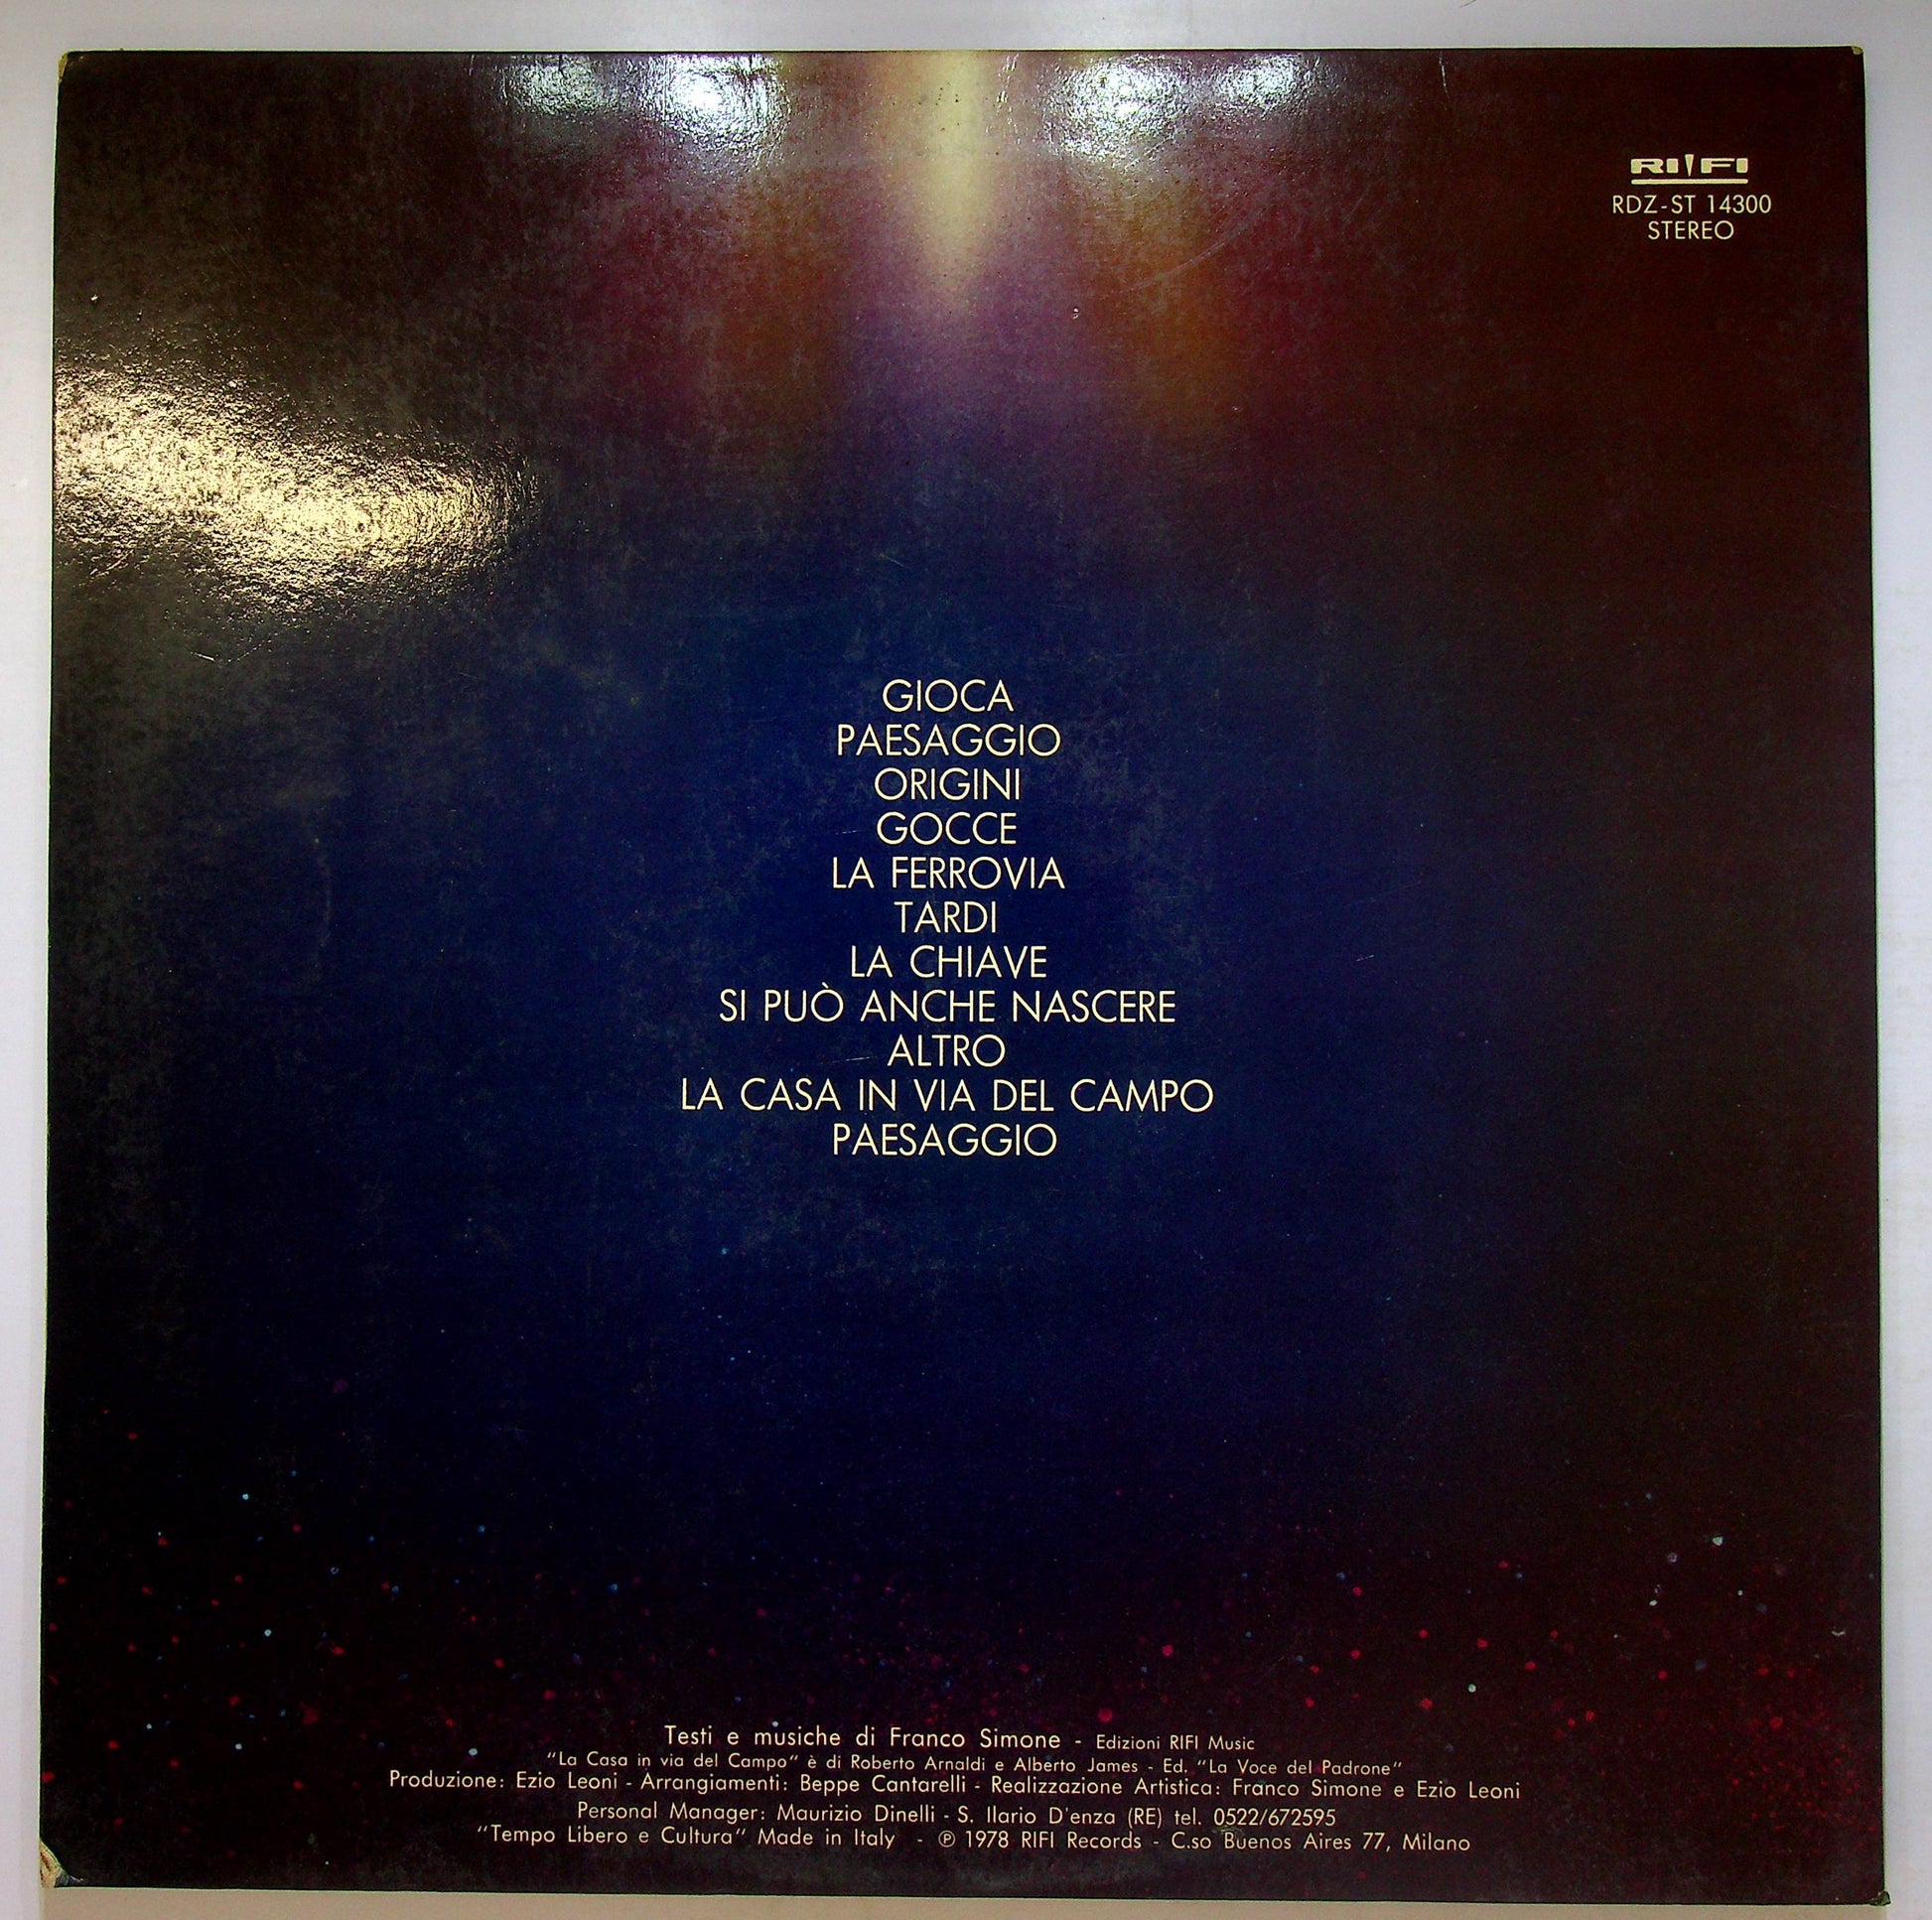 RI-FI
RDZ-ST 14300
STEREO
GIOCA
PAESAGGIO
ORIGINI
GOCCE
LA FERROVIA
TARDI
LA CHIAVE
SI PUÒ ANCHE NASCERE
ALTRO
LA CASA IN VIA DEL CAMPO
PAESAGGIO
Testi e musiche di Franco Simone - Edizioni RIFI Music
"La Casa in via del Campo" è di Roberto Arnaldi e Alberto James - Ed. "La Voce del Padrone"
Produzione: Ezio Leoni - Arrangiamenti: Beppe Cantarelli - Realizzazione Artistica: Franco Simone e Ezio Leoni
Personal Manager: Maurizio Dinelli - S. Ilario D'enza (RE) tel. 0522/672595
"Tempo Libero e Cultura" Made in Italy - ℗ 1978 RIFI Records - C.so Buenos Aires 77, Milano